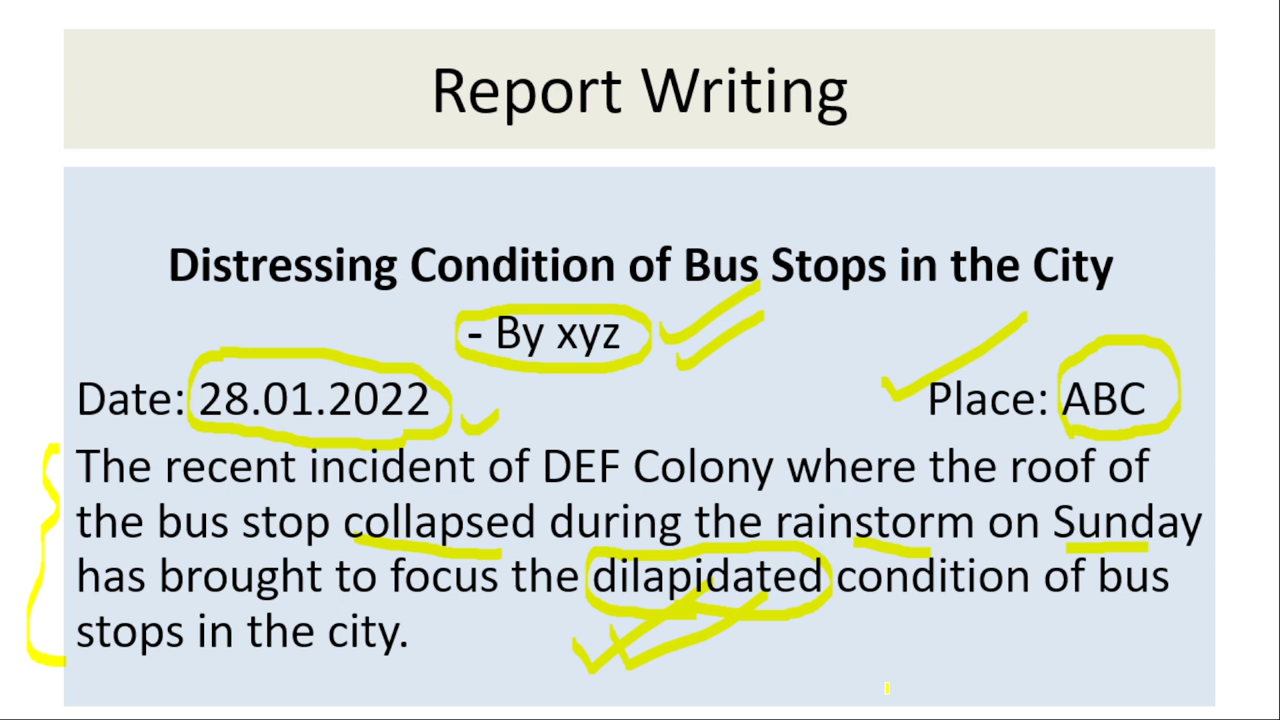 Report Writing
Distressing Condition of Bus Stops in the City
- By xyz
Date: 28.01.2022 Place: ABC
The recent incident of DEF Colony where the roof of
the bus stop collapsed during the rainstorm on Sunday
has brought to focus the dilapidated condition of bus
stops in the city.